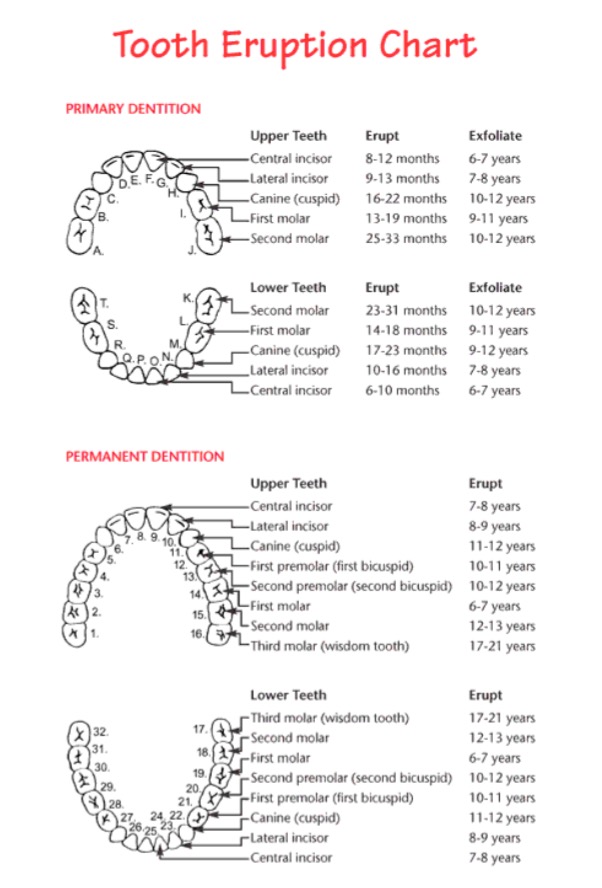 Tooth Eruption Chart
PRIMARY DENTITION
Upper Teeth Erupt Exfoliate
Central incisor 8-12 months 6-7 years
Lateral incisor 9-13 months 7-8 years
Canine (cuspid) 16-22 months 10-12 years
First molar 13-19 months 9-11 years
Second molar 25-33 months 10-12 years
D. E. F. G.
C. H.
B. I.
A. J.
Lower Teeth Erupt Exfoliate
Second molar 23-31 months 10-12 years
First molar 14-18 months 9-11 years
Canine (cuspid) 17-23 months 9-12 years
Lateral incisor 10-16 months 7-8 years
Central incisor 6-10 months 6-7 years
T. K.
S. L.
R. M.
Q. P. O. N.
PERMANENT DENTITION
Upper Teeth Erupt
Central incisor 7-8 years
Lateral incisor 8-9 years
Canine (cuspid) 11-12 years
First premolar (first bicuspid) 10-11 years
Second premolar (second bicuspid) 10-12 years
First molar 6-7 years
Second molar 12-13 years
Third molar (wisdom tooth) 17-21 years
7. 8. 9. 10.
6. 11.
5. 12.
4. 13.
3. 14.
2. 15.
1. 16.
Lower Teeth Erupt
Third molar (wisdom tooth) 17-21 years
Second molar 12-13 years
First molar 6-7 years
Second premolar (second bicuspid) 10-12 years
First premolar (first bicuspid) 10-11 years
Canine (cuspid) 11-12 years
Lateral incisor 8-9 years
Central incisor 7-8 years
32. 17.
31. 18.
30. 19.
29. 20.
28. 21.
27. 22.
26. 25. 24. 23.